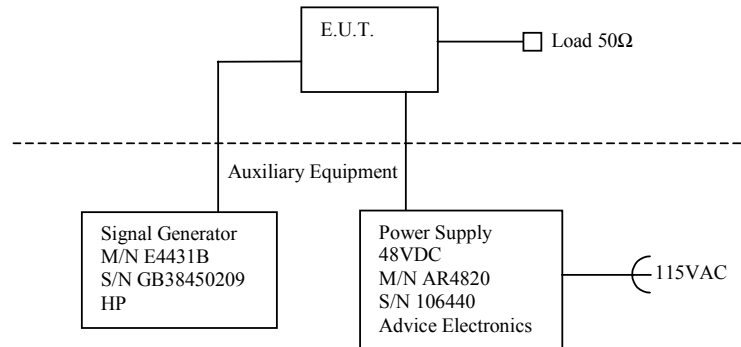 E.U.T.
Load 50Ω
Auxiliary Equipment
Signal Generator
M/N E4431B
S/N GB38450209
HP
Power Supply
48VDC
M/N AR4820
S/N 106440
Advice Electronics
115VAC